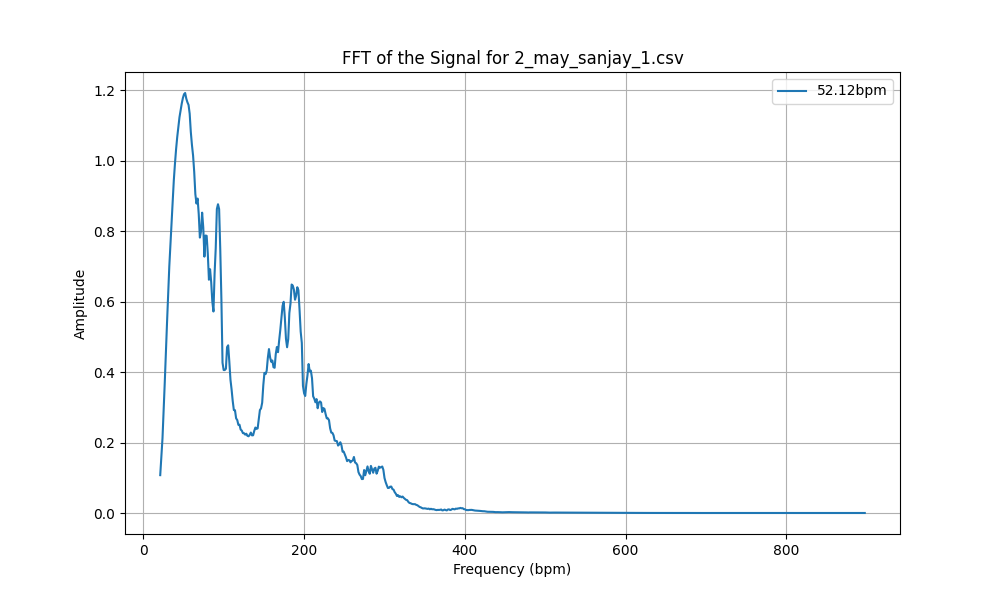 FFT of the Signal for 2_may_sanjay_1.csv
52.12bpm
Amplitude
1.2
1.0
0.8
0.6
0.4
0.2
0.0
0 200 400 600 800
Frequency (bpm)